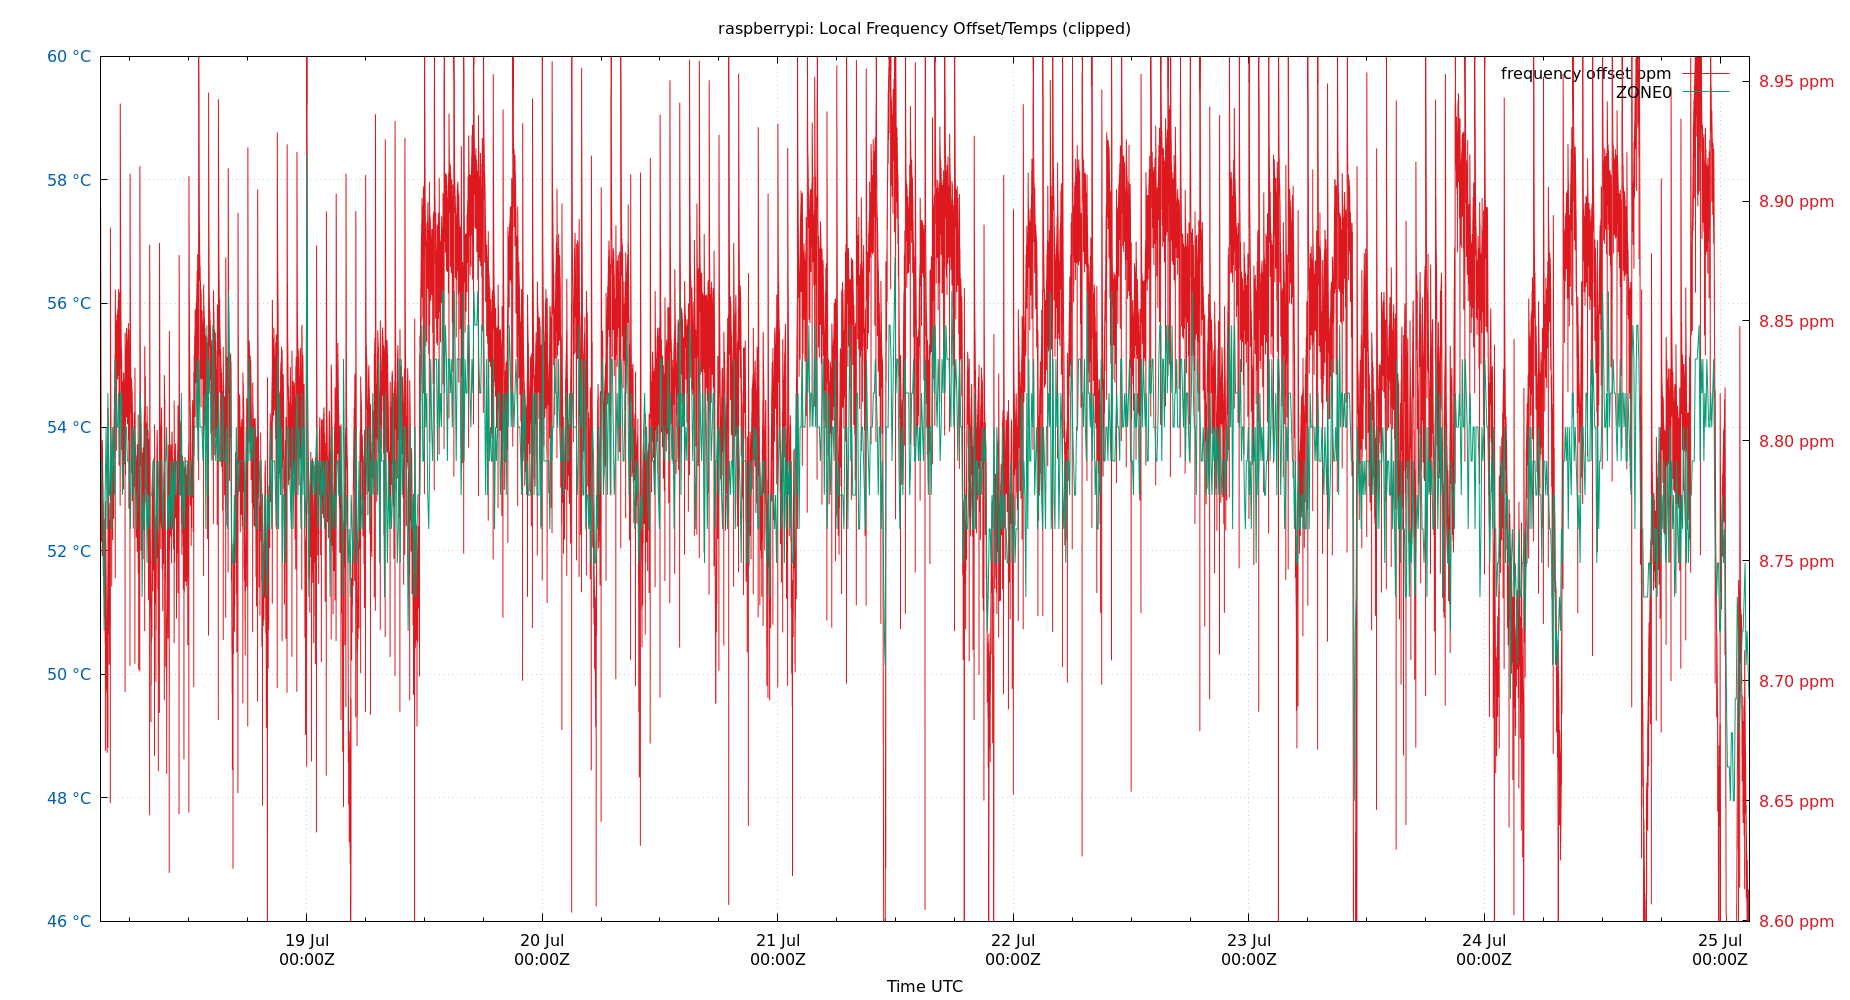 raspberrypi: Local Frequency Offset/Temps (clipped)
60 °C
58 °C
56 °C
54 °C
52 °C
50 °C
48 °C
46 °C
frequency offset ppm
ZONE0
8.95 ppm
8.90 ppm
8.85 ppm
8.80 ppm
8.75 ppm
8.70 ppm
8.65 ppm
8.60 ppm
19 Jul
00:00Z
20 Jul
00:00Z
21 Jul
00:00Z
22 Jul
00:00Z
23 Jul
00:00Z
24 Jul
00:00Z
25 Jul
00:00Z
Time UTC